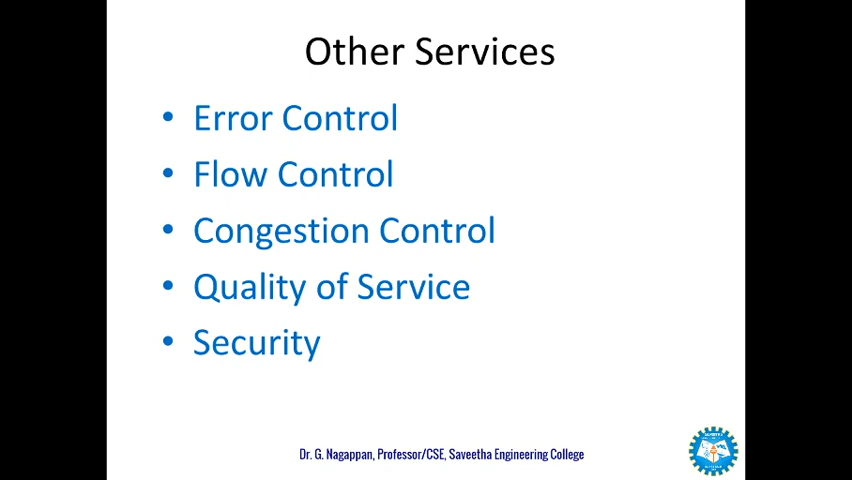 Other Services
• Error Control
• Flow Control
• Congestion Control
• Quality of Service
• Security
Dr. G. Nagappan, Professor/CSE, Saveetha Engineering College